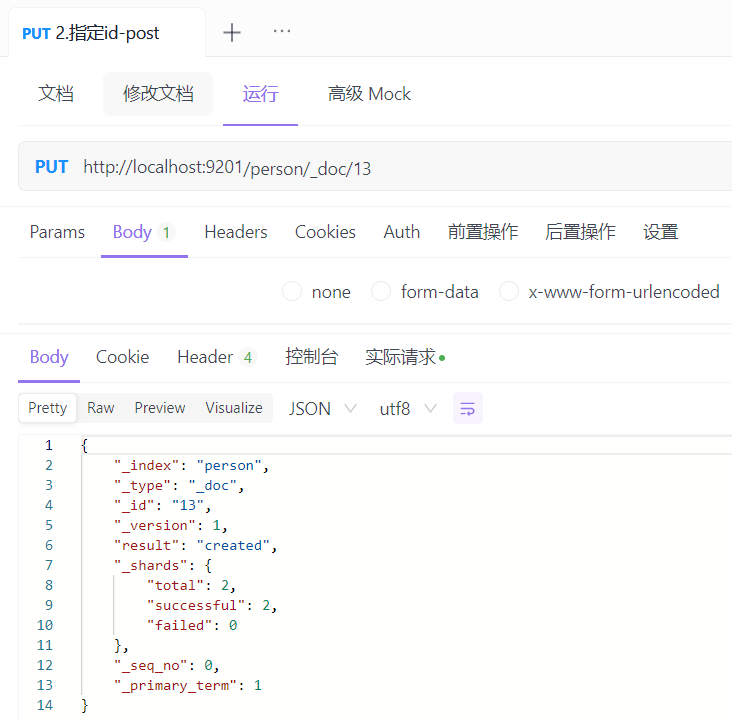 PUT 2.指定id-post
文档 修改文档 运行 高级 Mock
PUT http://localhost:9201/person/_doc/13
Params Body 1 Headers Cookies Auth 前置操作 后置操作 设置
none form-data x-www-form-urlencoded
Body Cookie Header 4 控制台 实际请求
Pretty Raw Preview Visualize JSON utf8
1 {
2 "_index": "person",
3 "_type": "_doc",
4 "_id": "13",
5 "_version": 1,
6 "result": "created",
7 "_shards": {
8 "total": 2,
9 "successful": 2,
10 "failed": 0
11 },
12 "_seq_no": 0,
13 "_primary_term": 1
14 }